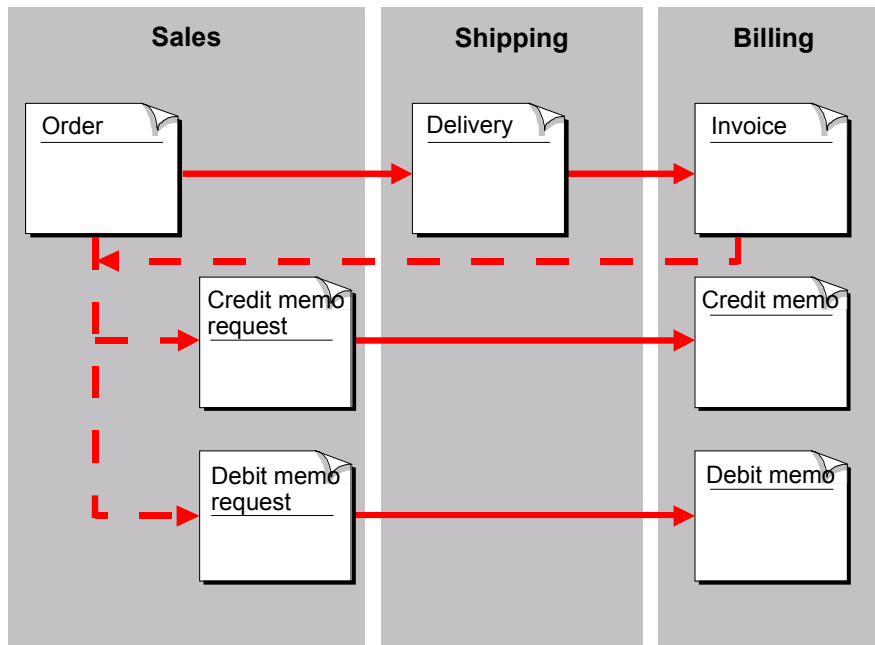 Sales
Shipping
Billing
Order
Delivery
Invoice
Credit memo
request
Credit memo
Debit memo
request
Debit memo